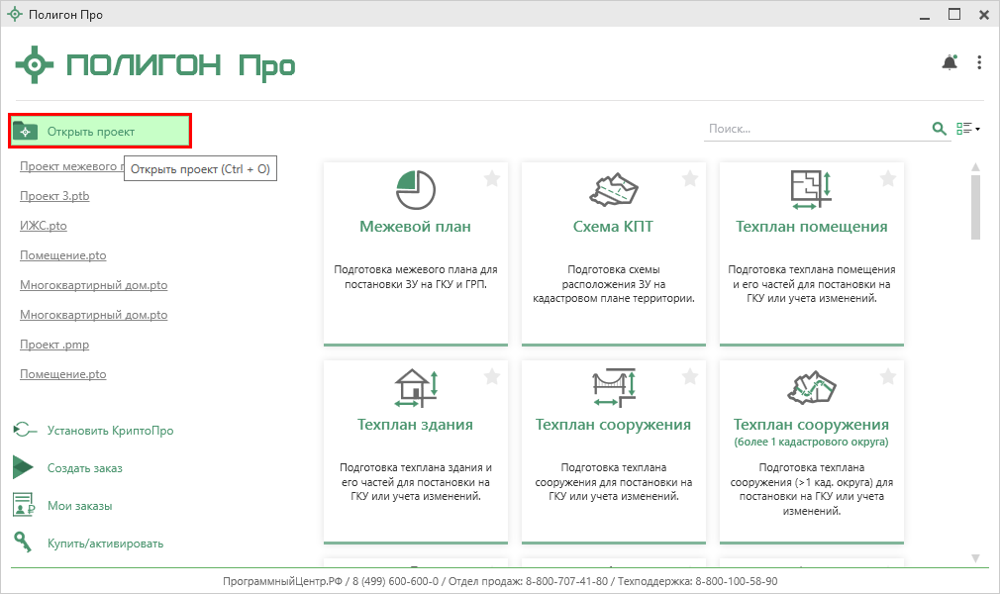 Полигон Про
ПОЛИГОН Про
Открыть проект
Поиск...
Проект межевого п
Открыть проект (Ctrl + O)
Проект 3.ptb
ИЖС.pto
Помещение.pto
Многоквартирный дом.pto
Многоквартирный дом.pto
Проект .pmp
Помещение.pto
Установить КриптоПро
Создать заказ
Мои заказы
Купить/активировать
Межевой план
Подготовка межевого плана для
постановки ЗУ на ГКУ и ГРП.
Схема КПТ
Подготовка схемы
расположения ЗУ на
кадастровом плане территории.
Техплан помещения
Подготовка техплана помещения
и его частей для постановки на
ГКУ или учета изменений.
Техплан здания
Подготовка техплана здания и
его частей для постановки на
ГКУ или учета изменений.
Техплан сооружения
Подготовка техплана
сооружения для постановки на
ГКУ или учета изменений.
Техплан сооружения
(более 1 кадастрового округа)
Подготовка техплана
сооружения (>1 кад. округа) для
постановки на ГКУ или учета
изменений.
ПрограммныйЦентр.РФ / 8 (499) 600-600-0 / Отдел продаж: 8-800-707-41-80 / Техподдержка: 8-800-100-58-90